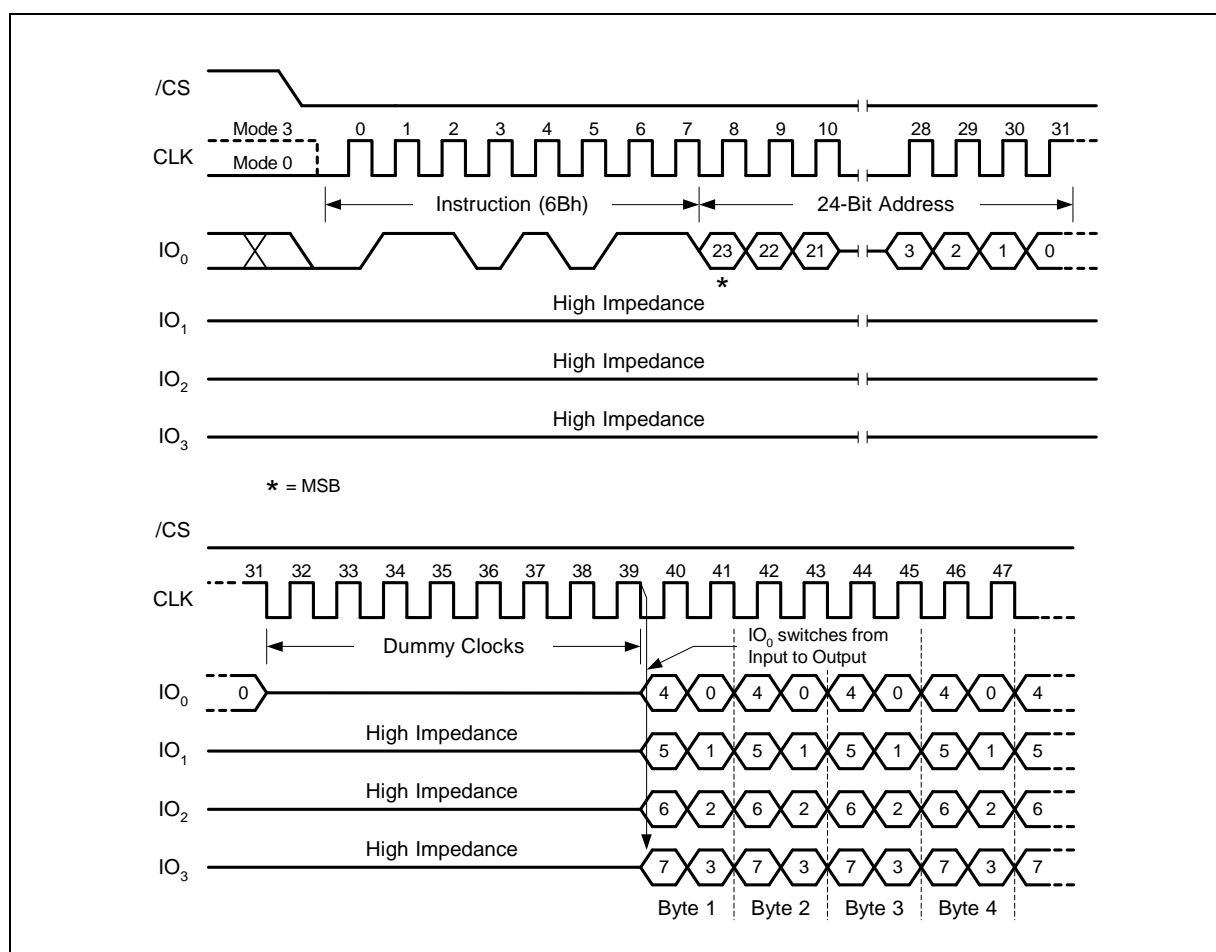 /CS
Mode 3 0 1 2 3 4 5 6 7 8 9 10 28 29 30 31
CLK
Mode 0
Instruction (6Bh) 24-Bit Address
IO0 23 22 21 3 2 1 0
*
High Impedance
IO1
High Impedance
IO2
High Impedance
IO3
* = MSB
/CS
31 32 33 34 35 36 37 38 39 40 41 42 43 44 45 46 47
CLK
Dummy Clocks
IO0 switches from
Input to Output
IO0 0 4 0 4 0 4 0 4 0 4
High Impedance
IO1 5 1 5 1 5 1 5 1 5
High Impedance
IO2 6 2 6 2 6 2 6 2 6
High Impedance
IO3 7 3 7 3 7 3 7 3 7
Byte 1 Byte 2 Byte 3 Byte 4